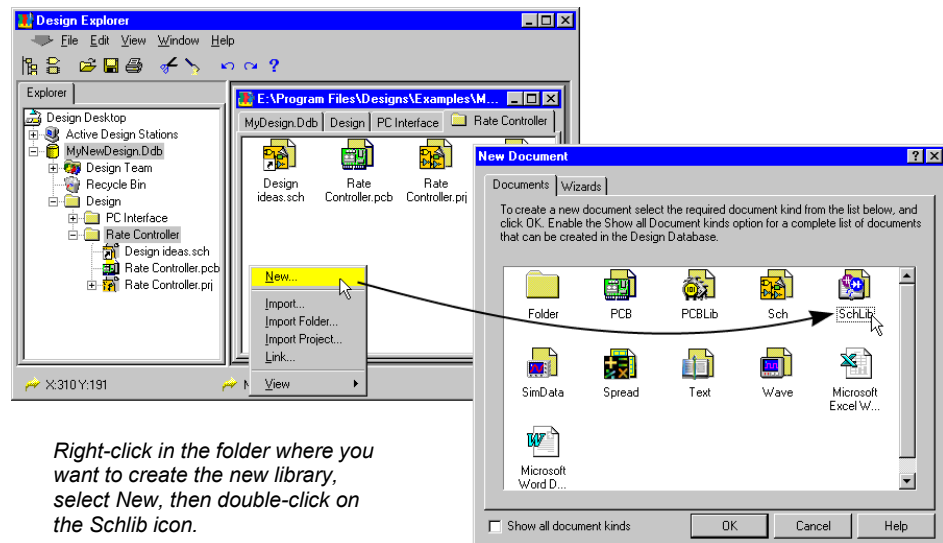 Design Explorer
File Edit View Window Help
Explorer
Design Desktop
Active Design Stations
MyNewDesign.Ddb
Design Team
Recycle Bin
Design
PC Interface
Rate Controller
Design ideas.sch
Rate Controller.pcb
Rate Controller.prj
X:310 Y:191
E:\Program Files\Designs\Examples\M...
MyDesign.Ddb Design PC Interface Rate Controller
Design
ideas.sch
Rate
Controller.pcb
Rate
Controller.prj
New...
Import...
Import Folder...
Import Project...
Link...
View
New Document
Documents Wizards
To create a new document select the required document kind from the list below, and
click OK. Enable the Show all Document kinds option for a complete list of documents
that can be created in the Design Database.
Folder
PCB
PCBLib
Sch
SchLib
SimData
Spread
Text
Wave
Microsoft
Excel W...
Microsoft
Word D...
Show all document kinds
OK
Cancel
Help
Right-click in the folder where you
want to create the new library,
select New, then double-click on
the Schlib icon.